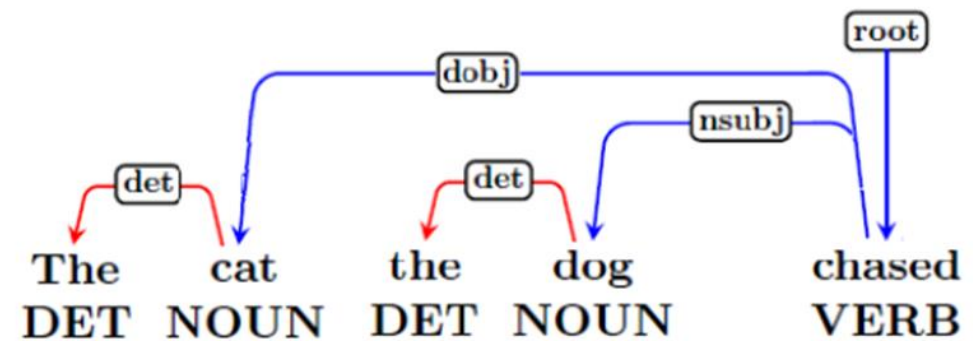 root
dobj
nsubj
det det
The cat the dog chased
DET NOUN DET NOUN VERB